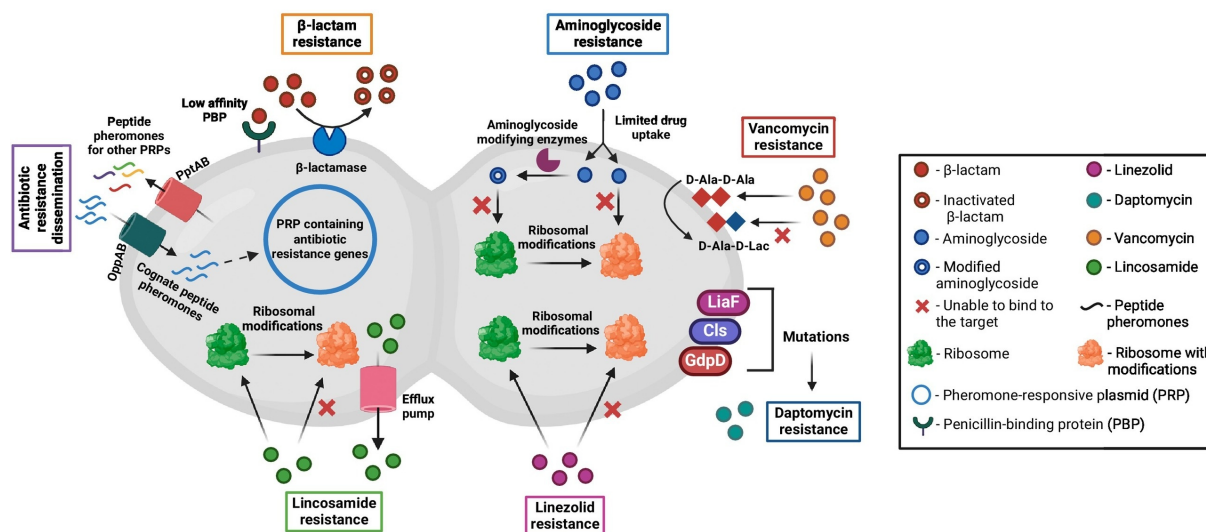 β-lactam
resistance
Low affinity
PBP
β-lactamase
Peptide
pheromones
for other PRPs
PptAB
Antibiotic
resistance
dissemination
OppAB
Cognate peptide
pheromones
PRP containing
antibiotic
resistance genes
Ribosomal
modifications
Efflux
pump
Lincosamide
resistance
Aminoglycoside
resistance
Aminoglycoside
modifying enzymes
Limited drug
uptake
Ribosomal
modifications
Vancomycin
resistance
D-Ala-D-Ala
D-Ala-D-Lac
Ribosomal
modifications
LiaF
Cls
GdpD
Mutations
Daptomycin
resistance
Linezolid
resistance
- β-lactam
- Inactivated
β-lactam
- Aminoglycoside
- Modified
aminoglycoside
- Unable to bind to
the target
- Ribosome
- Linezolid
- Daptomycin
- Vancomycin
- Lincosamide
- Peptide
pheromones
- Ribosome with
modifications
- Pheromone-responsive plasmid (PRP)
- Penicillin-binding protein (PBP)